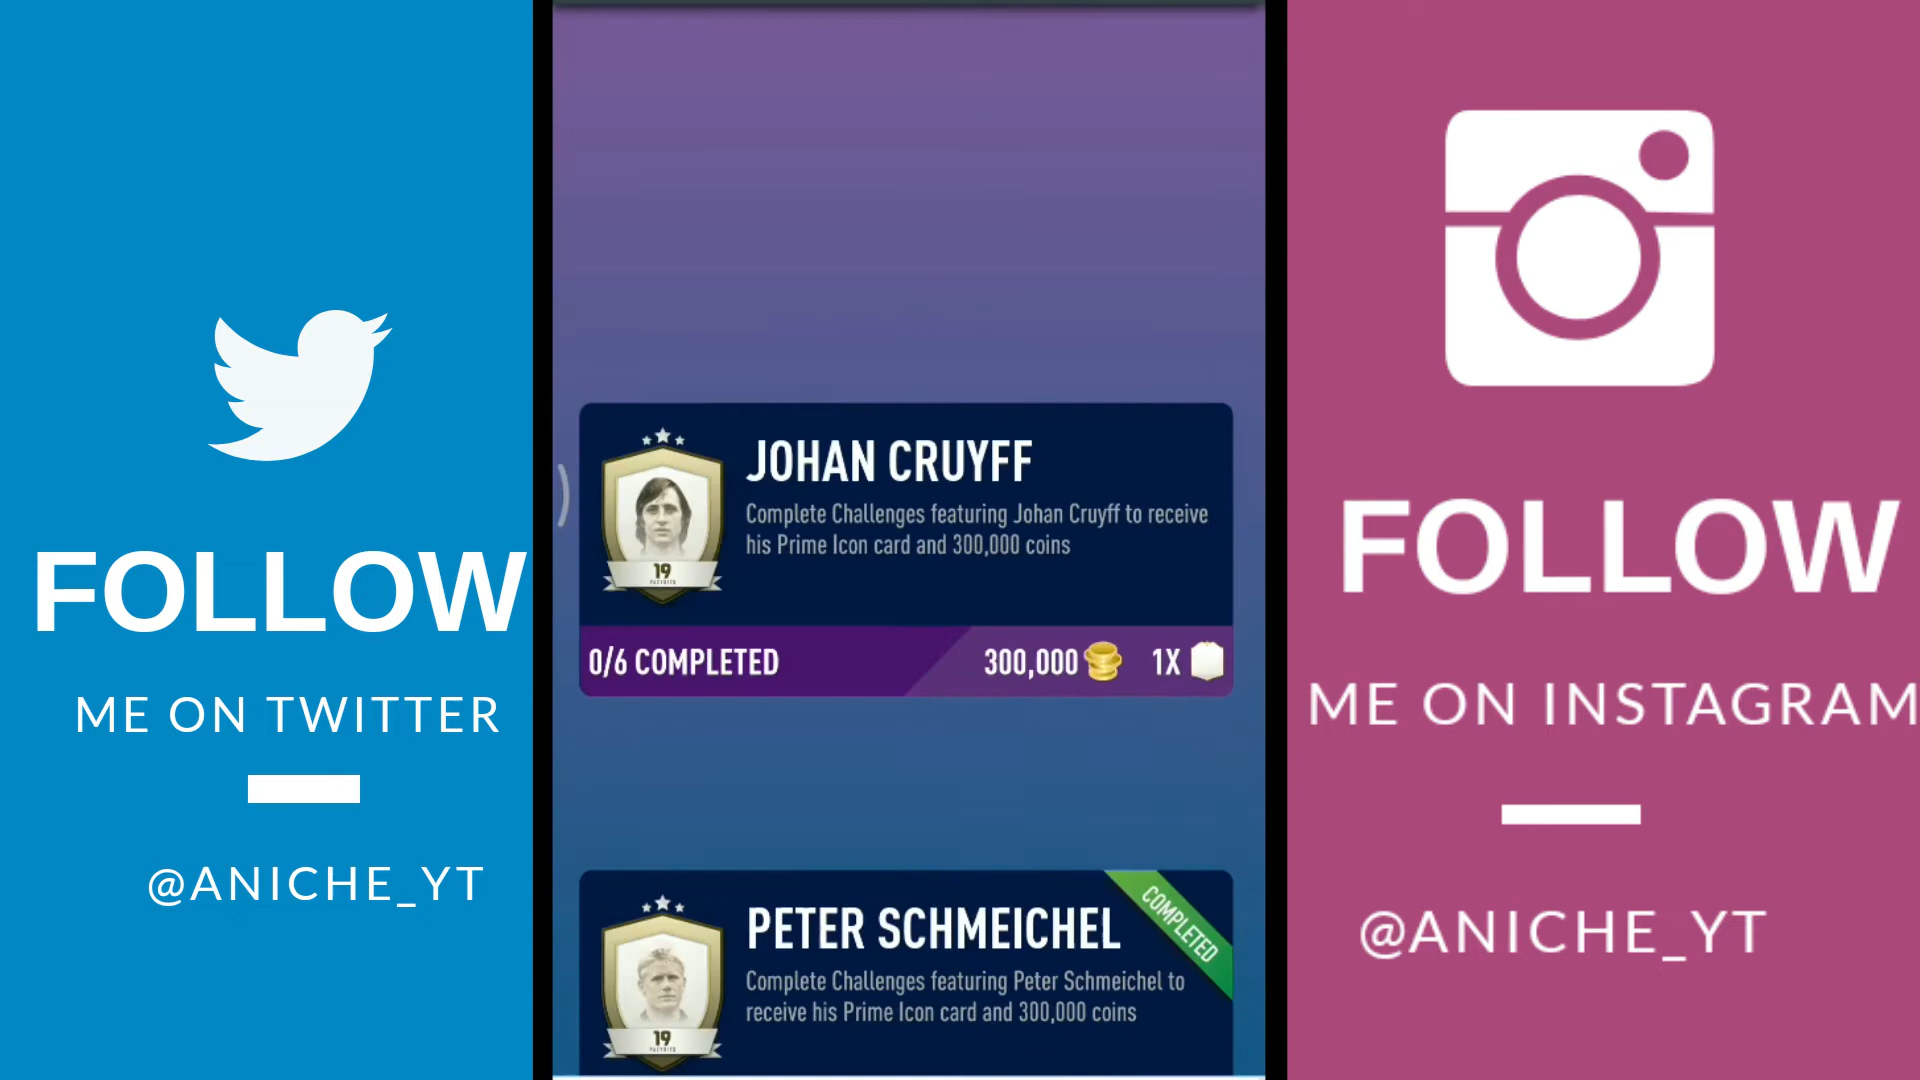 FOLLOW
ME ON TWITTER
@ANICHE_YT
JOHAN CRUYFF
Complete Challenges featuring Johan Cruyff to receive
his Prime Icon card and 300,000 coins
19
PACYBITS
0/6 COMPLETED
300,000
1X
PETER SCHMEICHEL
COMPLETED
Complete Challenges featuring Peter Schmeichel to
receive his Prime Icon card and 300,000 coins
19
PACYBITS
FOLLOW
ME ON INSTAGRAM
@ANICHE_YT